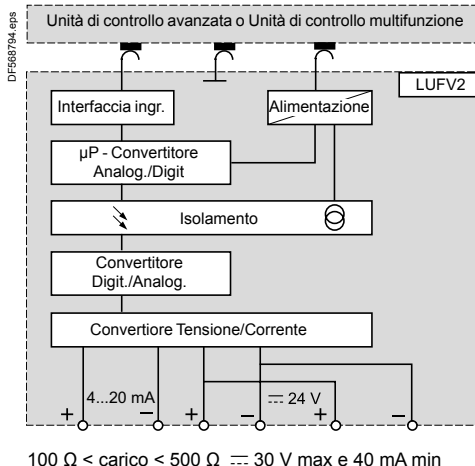 DF568794.eps
Unità di controllo avanzata o Unità di controllo multifunzione
LUFV2
Interfaccia ingr.
Alimentazione
µP - Convertitore
Analog./Digit
Isolamento
Convertitore
Digit./Analog.
Convertiore Tensione/Corrente
4...20 mA
⎓ 24 V
+ – + – + –
100 Ω < carico < 500 Ω ⎓ 30 V max e 40 mA min